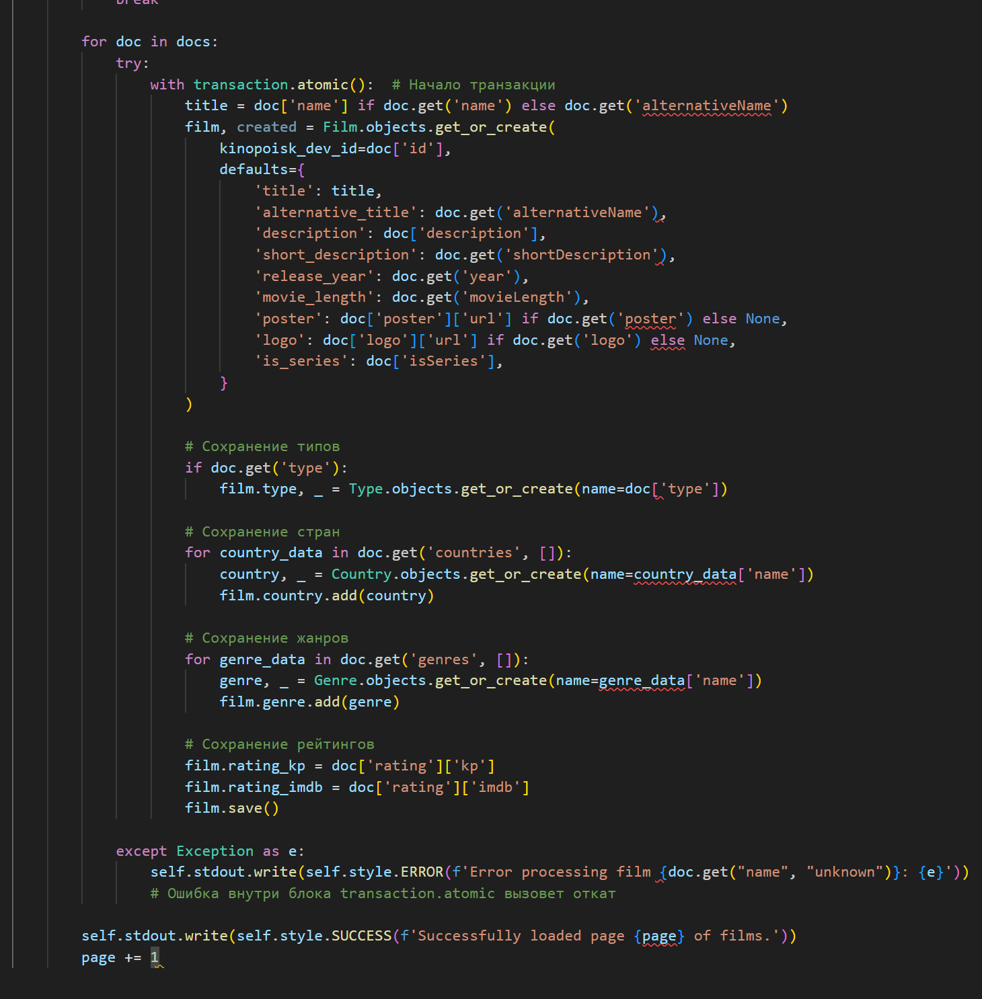 break
for doc in docs:
try:
with transaction.atomic():  # Начало транзакции
title = doc['name'] if doc.get('name') else doc.get('alternativeName')
film, created = Film.objects.get_or_create(
kinopoisk_dev_id=doc['id'],
defaults={
'title': title,
'alternative_title': doc.get('alternativeName'),
'description': doc['description'],
'short_description': doc.get('shortDescription'),
'release_year': doc.get('year'),
'movie_length': doc.get('movieLength'),
'poster': doc['poster']['url'] if doc.get('poster') else None,
'logo': doc['logo']['url'] if doc.get('logo') else None,
'is_series': doc['isSeries'],
}
)
# Сохранение типов
if doc.get('type'):
film.type, _ = Type.objects.get_or_create(name=doc['type'])
# Сохранение стран
for country_data in doc.get('countries', []):
country, _ = Country.objects.get_or_create(name=country_data['name'])
film.country.add(country)
# Сохранение жанров
for genre_data in doc.get('genres', []):
genre, _ = Genre.objects.get_or_create(name=genre_data['name'])
film.genre.add(genre)
# Сохранение рейтингов
film.rating_kp = doc['rating']['kp']
film.rating_imdb = doc['rating']['imdb']
film.save()
except Exception as e:
self.stdout.write(self.style.ERROR(f'Error processing film {doc.get("name", "unknown")}: {e}'))
# Ошибка внутри блока transaction.atomic вызовет откат
self.stdout.write(self.style.SUCCESS(f'Successfully loaded page {page} of films.'))
page += 1